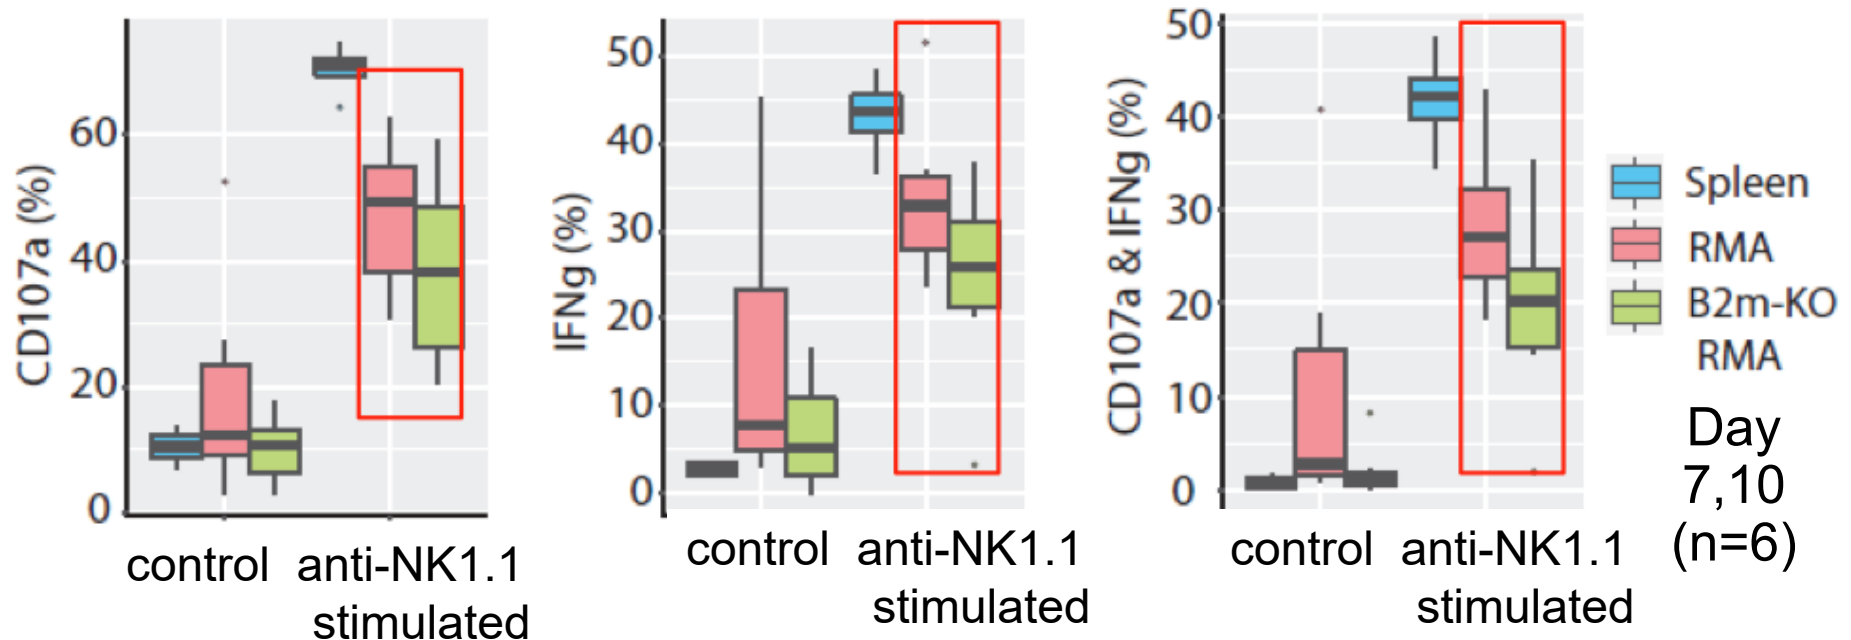 CD107a (%)
60
40
20
0
control anti-NK1.1
stimulated
IFNg (%)
50
40
30
20
10
0
control anti-NK1.1
stimulated
CD107a & IFNg (%)
50
40
30
20
10
0
control anti-NK1.1
stimulated
Spleen
RMA
B2m-KO
RMA
Day
7,10
(n=6)